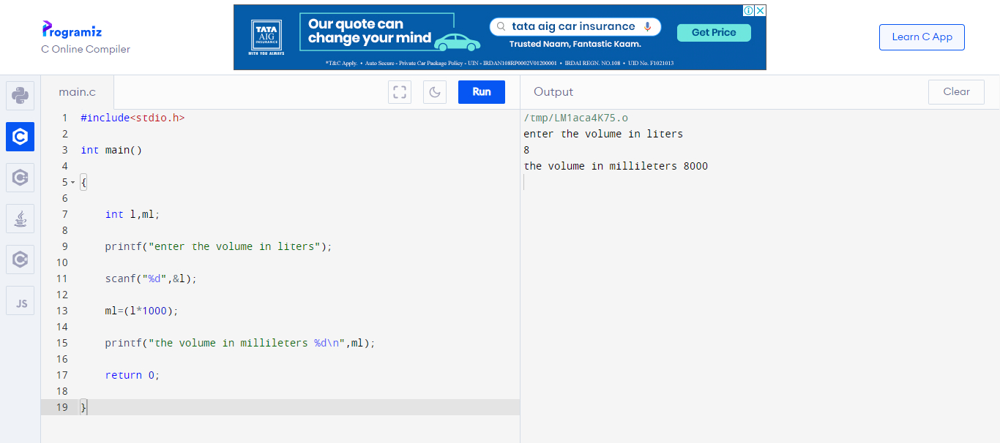 Programiz
C Online Compiler
TATA
AIG
INSURANCE
WITH YOU ALWAYS
Our quote can
change your mind
tata aig car insurance
Trusted Naam, Fantastic Kaam.
Get Price
*T&C Apply. • Auto Secure - Private Car Package Policy - UIN - IRDAN108RP0002V01200001 • IRDAI REGN. NO.108 • UID No. F1021013
Learn C App
main.c
Run
Output
Clear
1 #include<stdio.h>
2
3 int main()
4
5 {
6
7 int l,ml;
8
9 printf("enter the volume in liters");
10
11 scanf("%d",&l);
12
13 ml=(l*1000);
14
15 printf("the volume in millileters %d\n",ml);
16
17 return 0;
18
19 }
/tmp/LM1aca4K75.o
enter the volume in liters
8
the volume in millileters 8000
JS